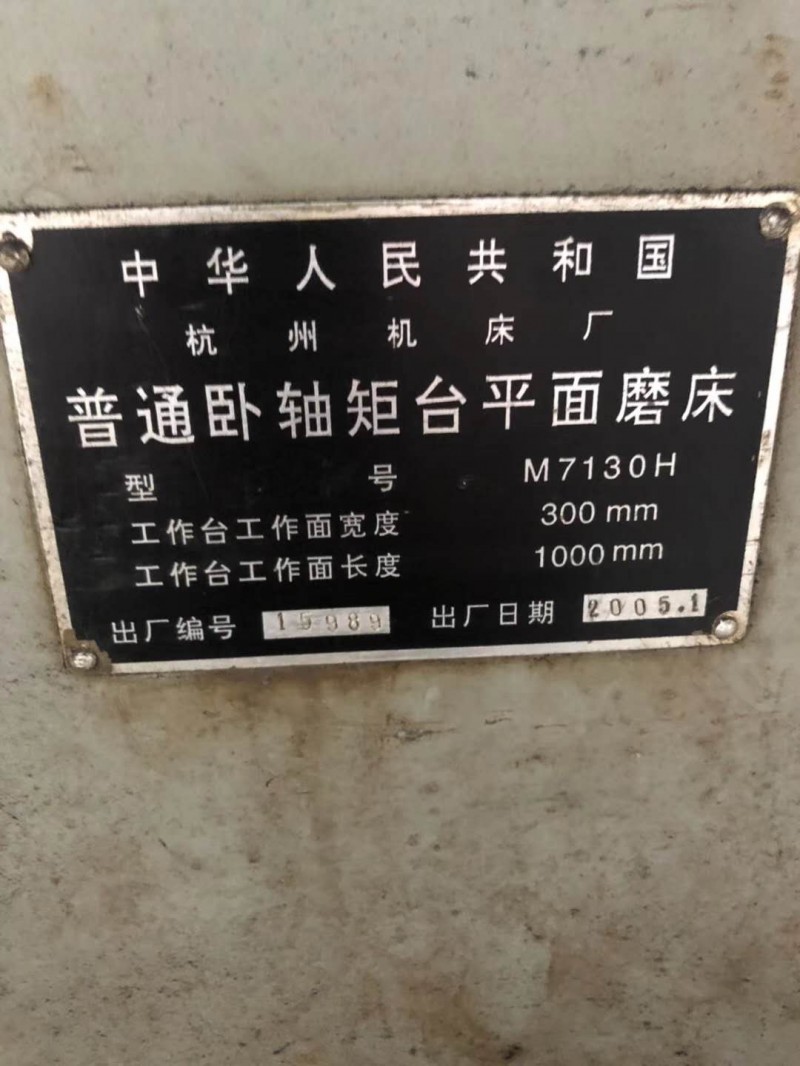 中华人民共和国
杭州机床厂
普通卧轴矩台平面磨床
型号 M7130H
工作台工作面宽度 300 mm
工作台工作面长度 1000 mm
出厂编号 15989 出厂日期 2005.1